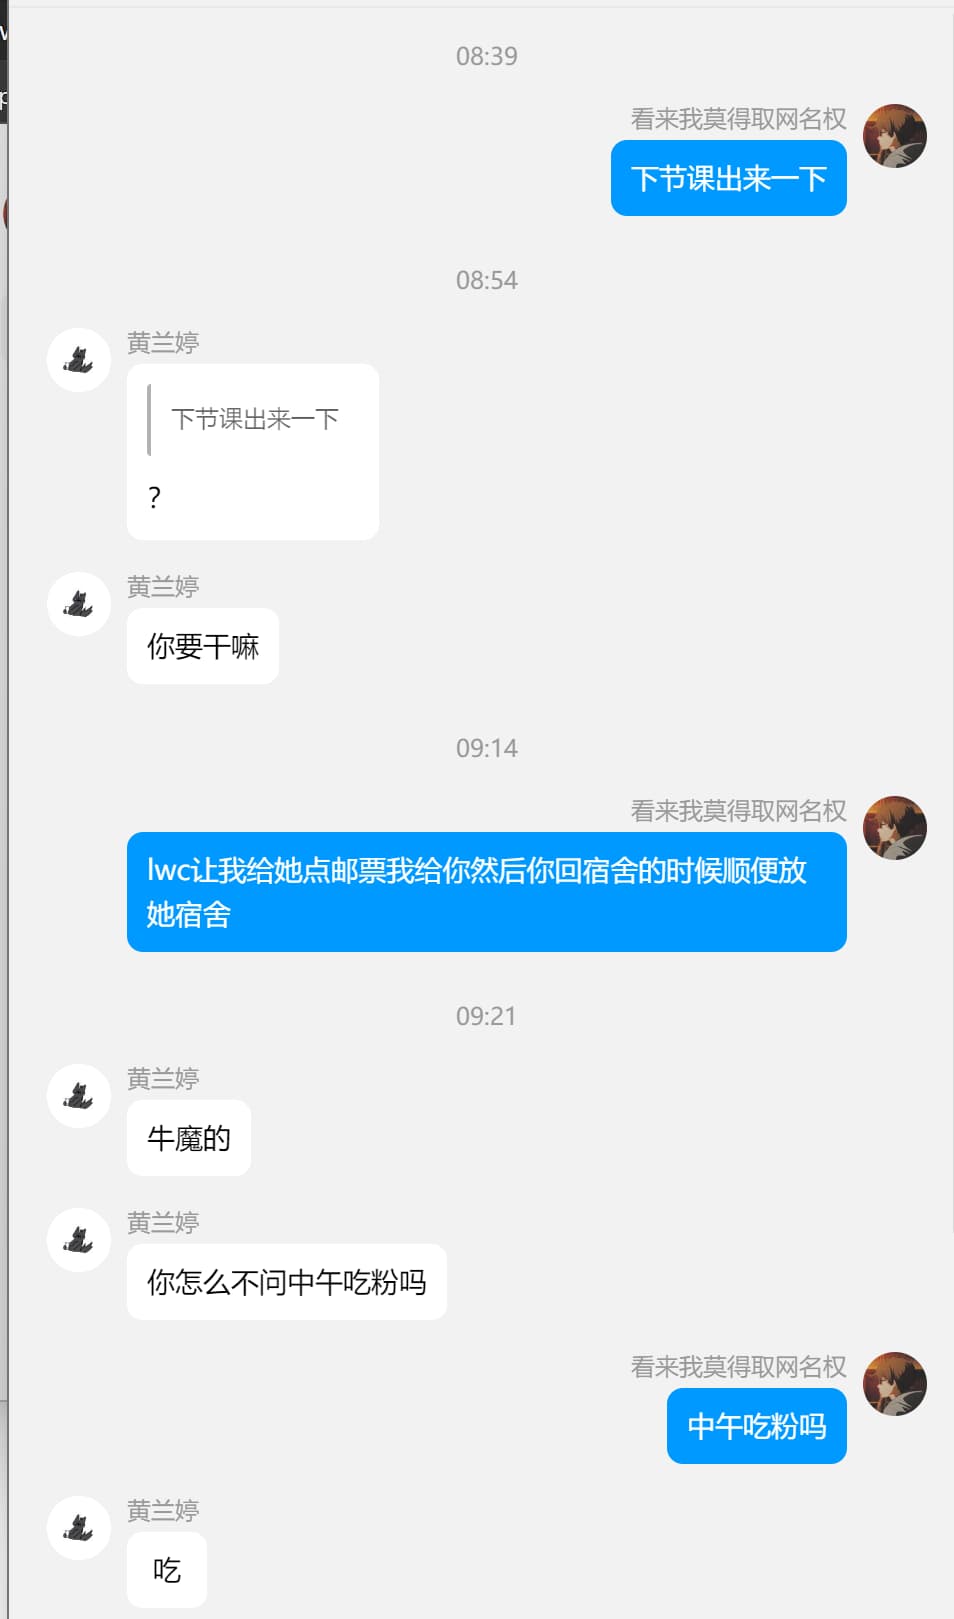 08:39
看来我莫得取网名权
下节课出来一下
08:54
黄兰婷
下节课出来一下
？
黄兰婷
你要干嘛
09:14
看来我莫得取网名权
lwc让我给她点邮票我给你然后你回宿舍的时候顺便放
她宿舍
09:21
黄兰婷
牛魔的
黄兰婷
你怎么不问中午吃粉吗
看来我莫得取网名权
中午吃粉吗
黄兰婷
吃